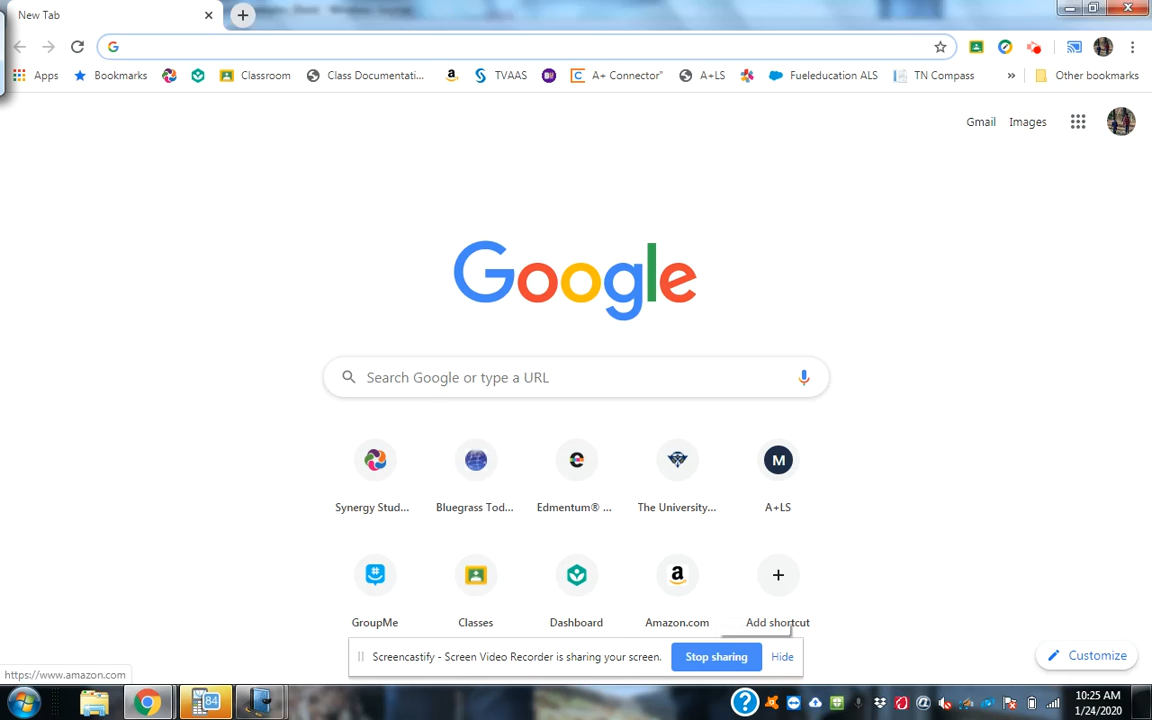 New Tab
Apps Bookmarks Classroom Class Documentati... TVAAS A+ Connector" A+LS Fueleducation ALS TN Compass » Other bookmarks
Gmail Images
Google
Search Google or type a URL
M
Synergy Stud... Bluegrass Tod... Edmentum® ... The University... A+LS
GroupMe Classes Dashboard Amazon.com Add shortcut
Screencastify - Screen Video Recorder is sharing your screen. Stop sharing Hide
Customize
https://www.amazon.com
84
10:25 AM
1/24/2020